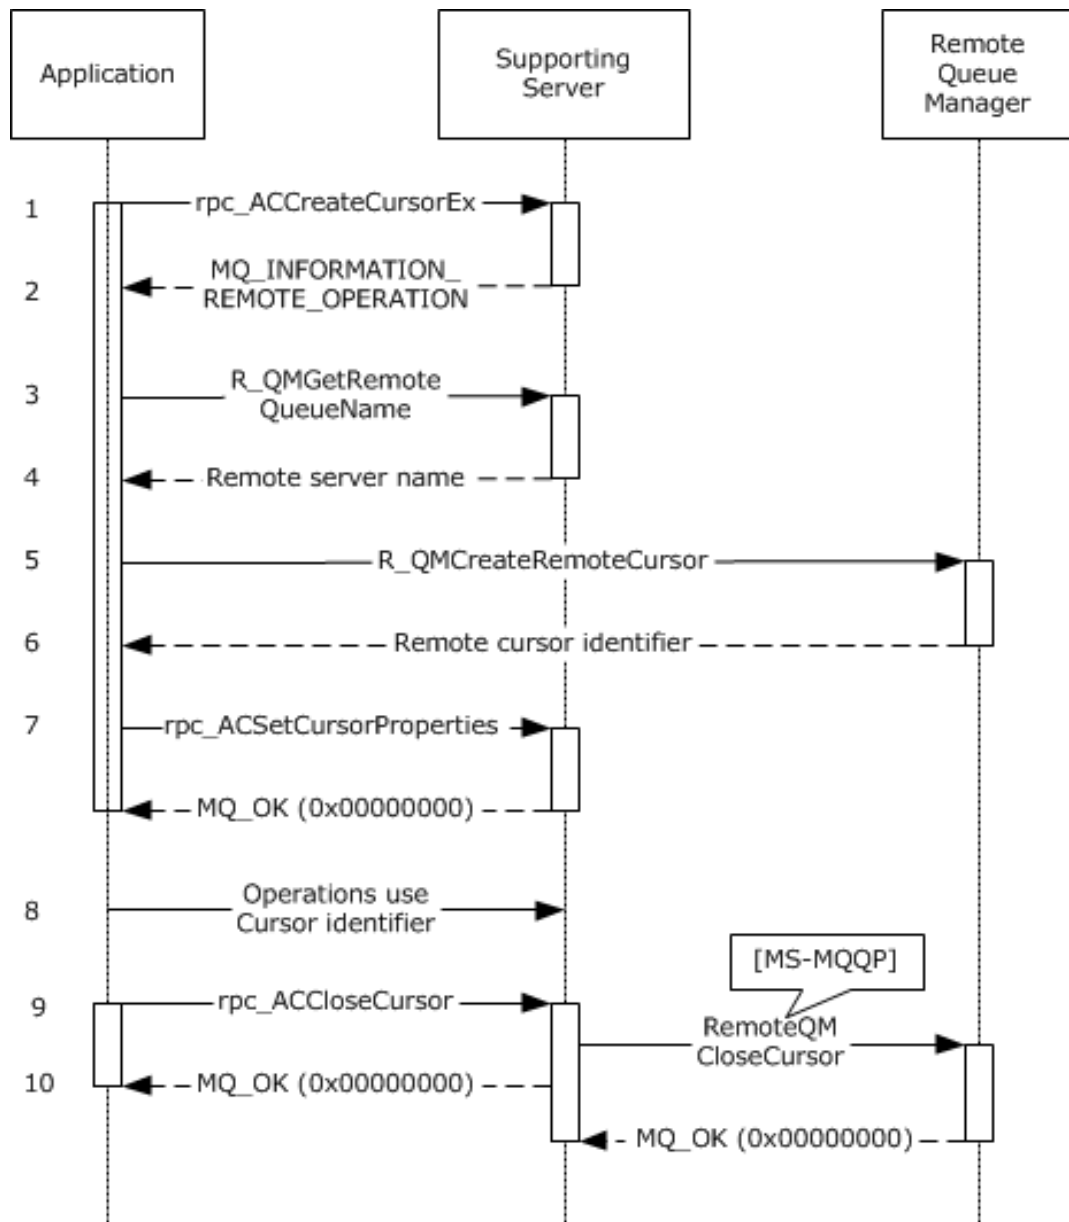 Application
Supporting
Server
Remote
Queue
Manager
1
rpc_ACCreateCursorEx
2
MQ_INFORMATION_
REMOTE_OPERATION
3
R_QMGetRemote
QueueName
4
Remote server name
5
R_QMCreateRemoteCursor
6
Remote cursor identifier
7
rpc_ACSetCursorProperties
MQ_OK (0x00000000)
8
Operations use
Cursor identifier
[MS-MQQP]
9
rpc_ACCloseCursor
RemoteQM
CloseCursor
10
MQ_OK (0x00000000)
MQ_OK (0x00000000)